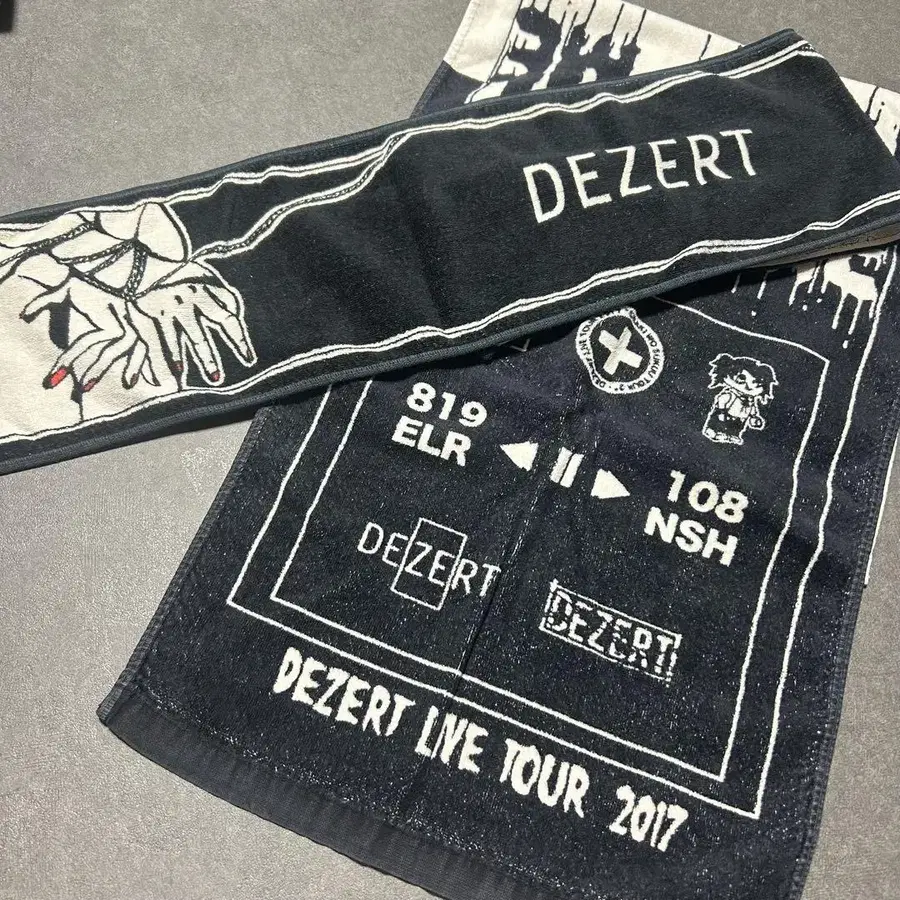 DEZERT
819
ELR
108
NSH
DEZERT
DEZERT
DEZERT LIVE TOUR 2017